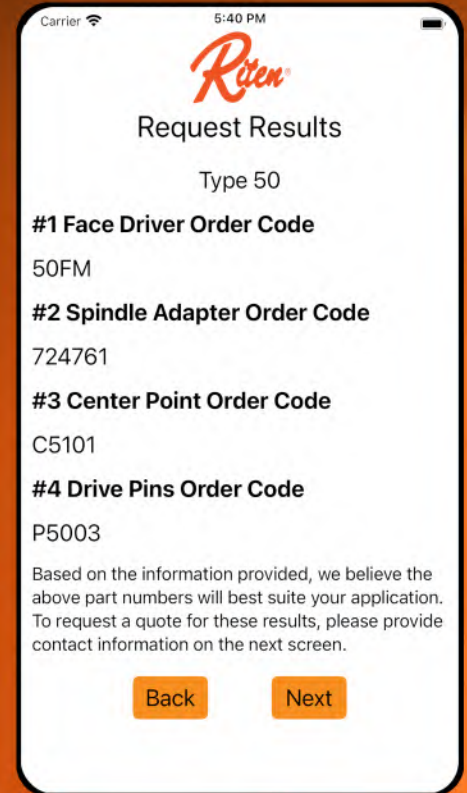 Carrier 5:40 PM
Riten®
Request Results
Type 50
#1 Face Driver Order Code
50FM
#2 Spindle Adapter Order Code
724761
#3 Center Point Order Code
C5101
#4 Drive Pins Order Code
P5003
Based on the information provided, we believe the
above part numbers will best suite your application.
To request a quote for these results, please provide
contact information on the next screen.
Back Next